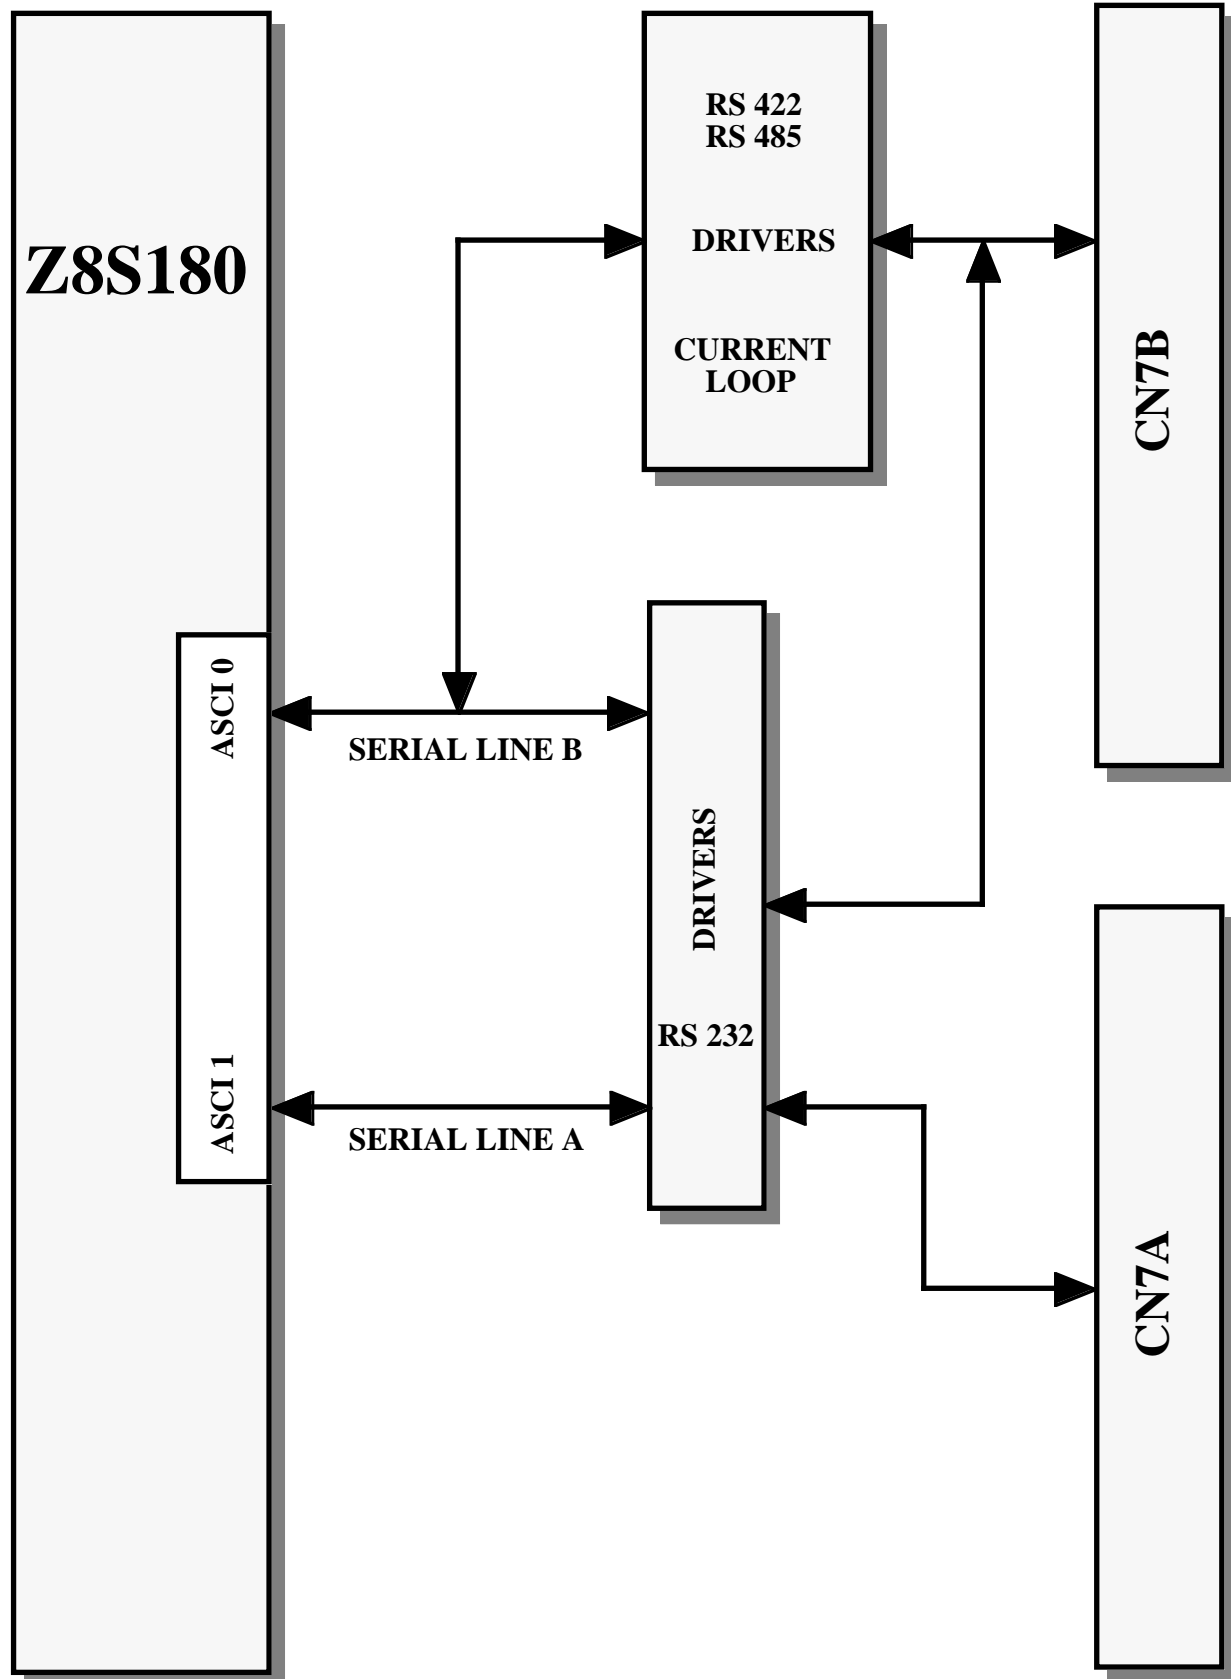 Z8S180
RS 422
RS 485
DRIVERS
CURRENT
LOOP
CN7B
ASCI 0
SERIAL LINE B
DRIVERS
RS 232
ASCI 1
SERIAL LINE A
CN7A